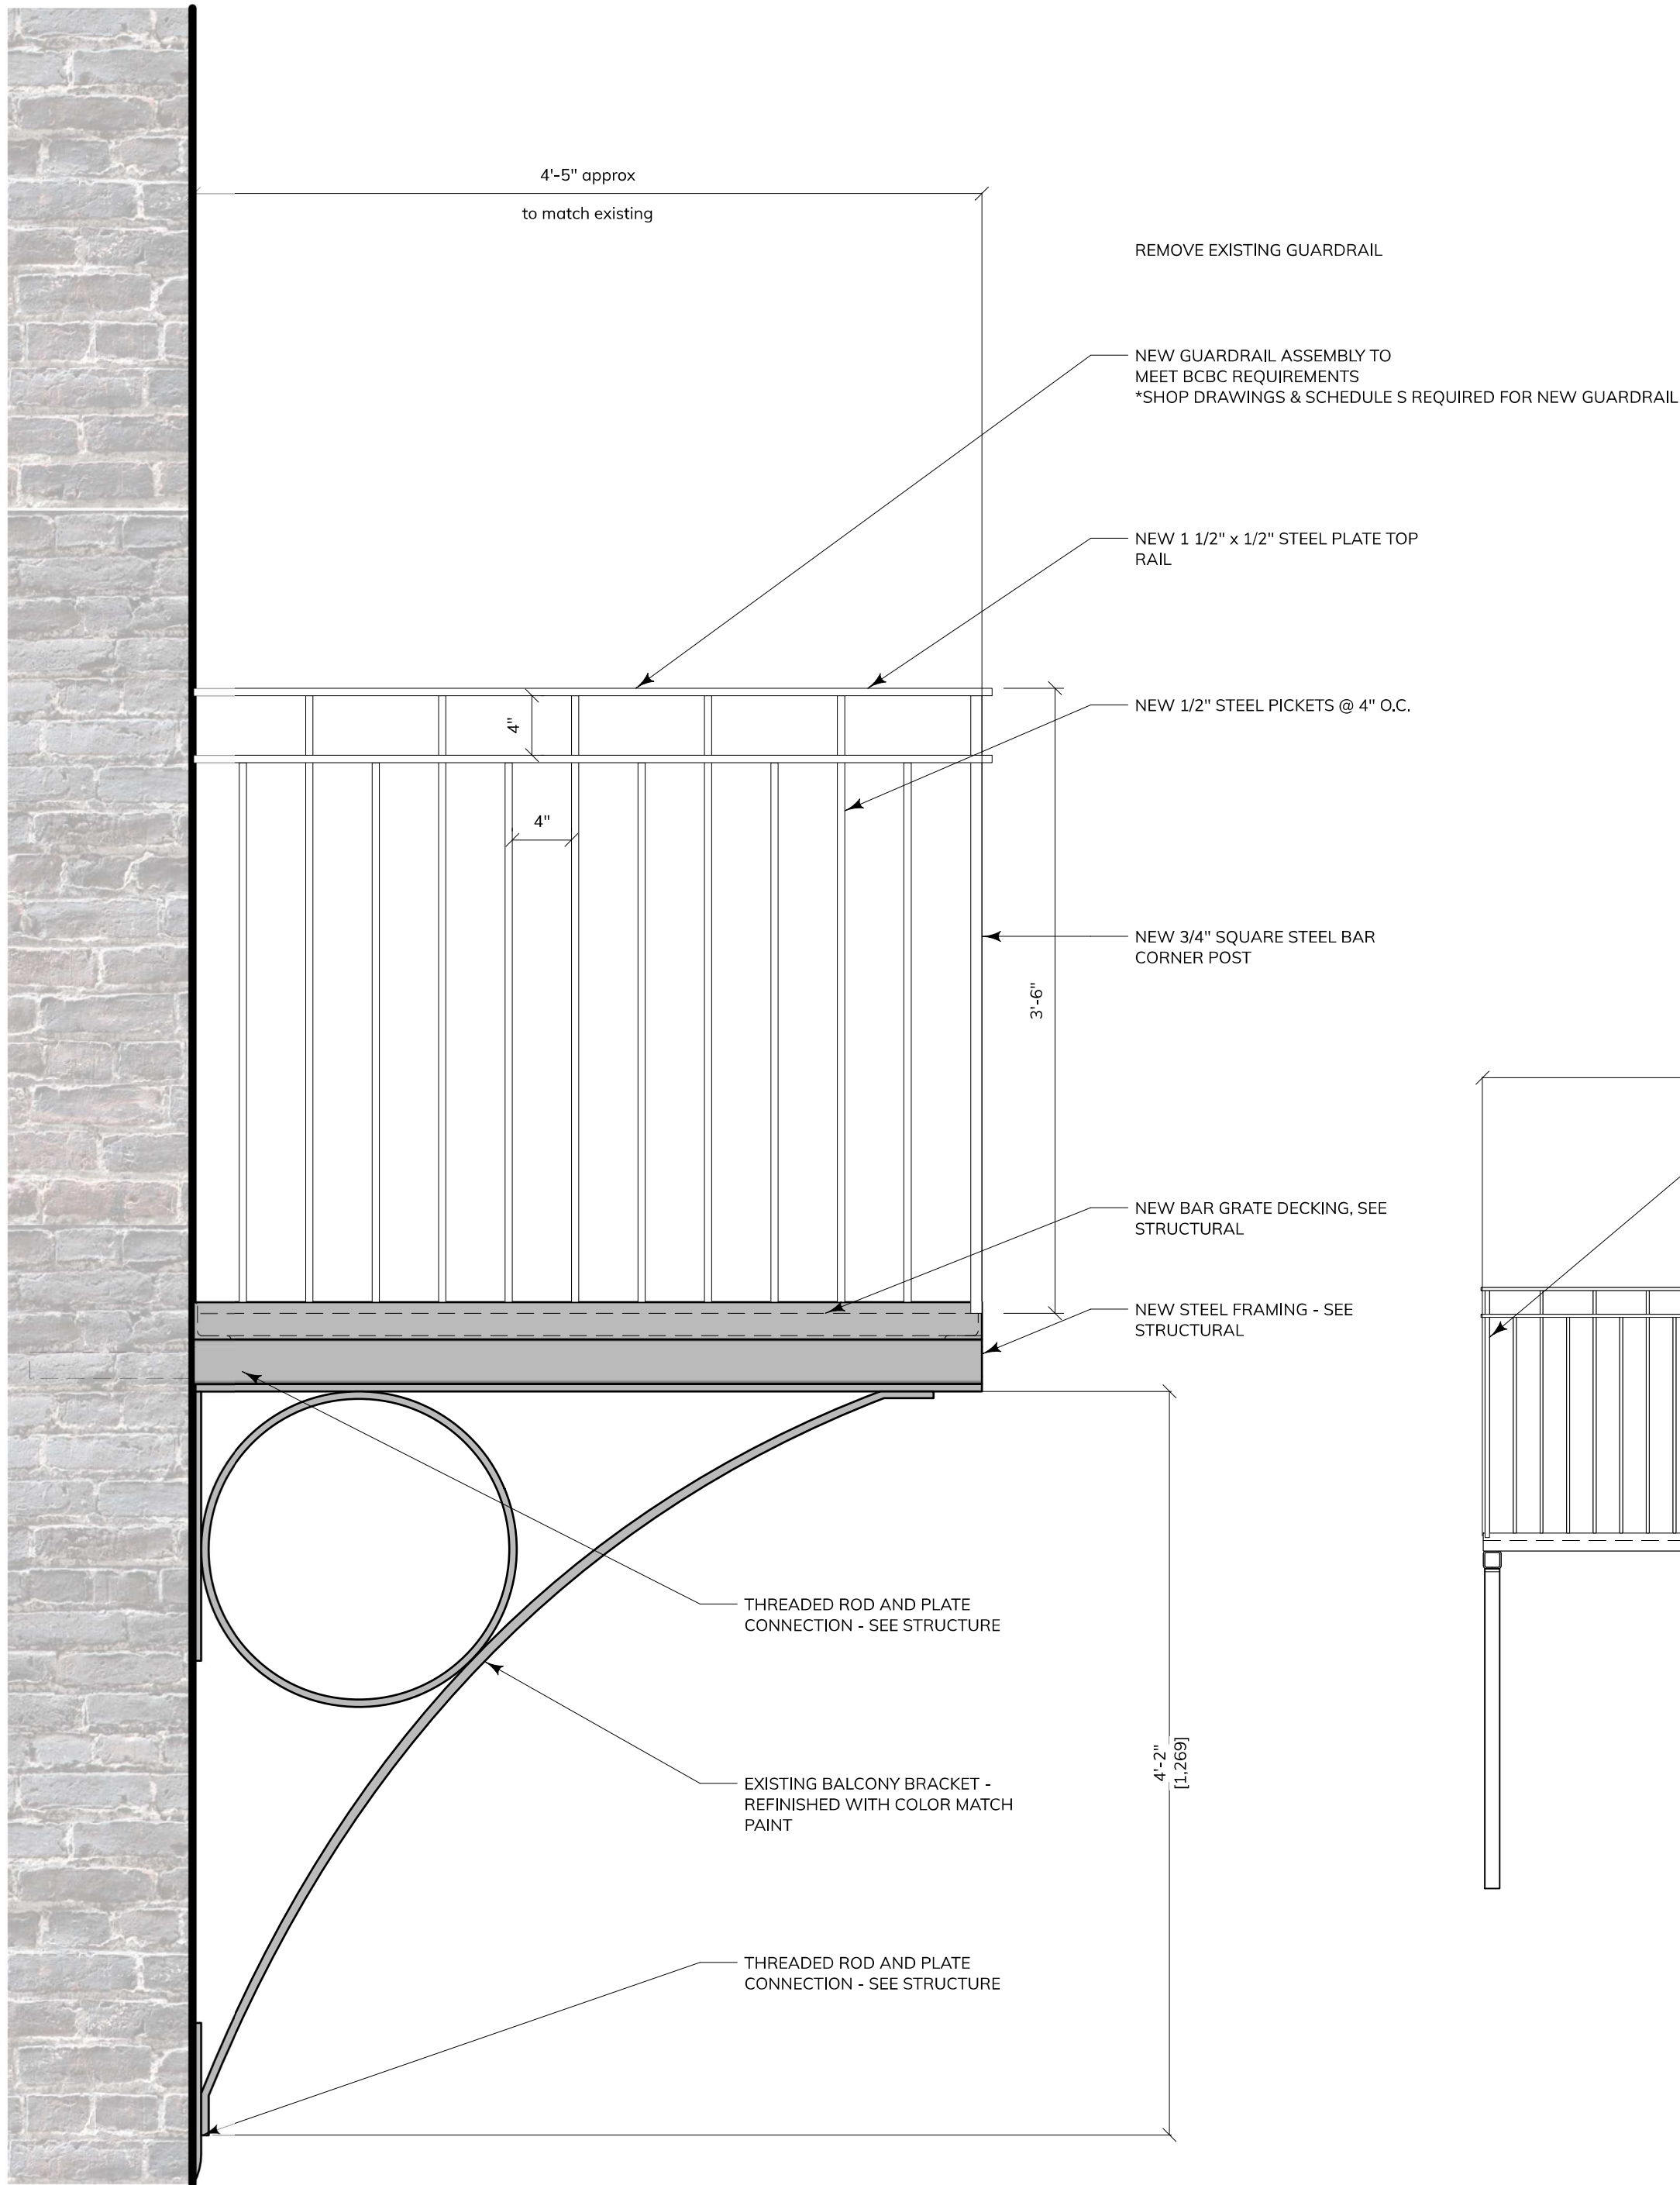 4'-5" approx
to match existing
REMOVE EXISTING GUARDRAIL
NEW GUARDRAIL ASSEMBLY TO
MEET BCBC REQUIREMENTS
*SHOP DRAWINGS & SCHEDULE S REQUIRED FOR NEW GUARDRAIL
NEW 1 1/2" x 1/2" STEEL PLATE TOP
RAIL
4"
NEW 1/2" STEEL PICKETS @ 4" O.C.
4"
NEW 3/4" SQUARE STEEL BAR
CORNER POST
3'-6"
NEW BAR GRATE DECKING, SEE
STRUCTURAL
NEW STEEL FRAMING - SEE
STRUCTURAL
THREADED ROD AND PLATE
CONNECTION - SEE STRUCTURE
4'-2"
[1,269]
EXISTING BALCONY BRACKET -
REFINISHED WITH COLOR MATCH
PAINT
THREADED ROD AND PLATE
CONNECTION - SEE STRUCTURE